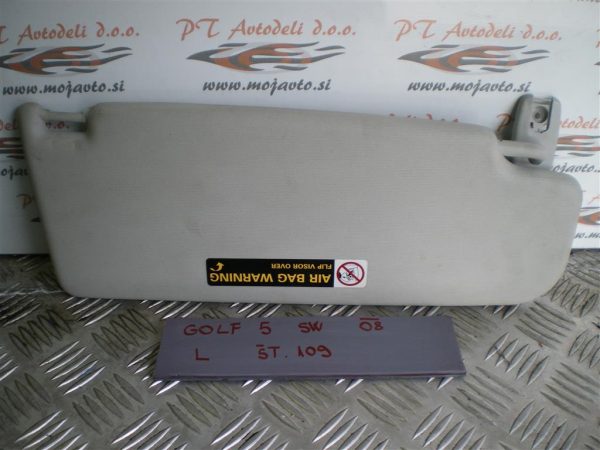 PT Avtodeli d.o.o.
www.mojavto.si
PT Avtodeli d.o.o.
www.mojavto.si
AIR BAG WARNING
FLIP VISOR OVER
GOLF 5 SW 08
L ŠT. 109